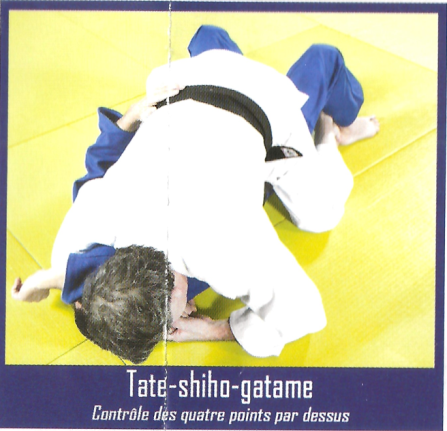 Tate-shiho-gatame
Contrôle des quatre points par dessus